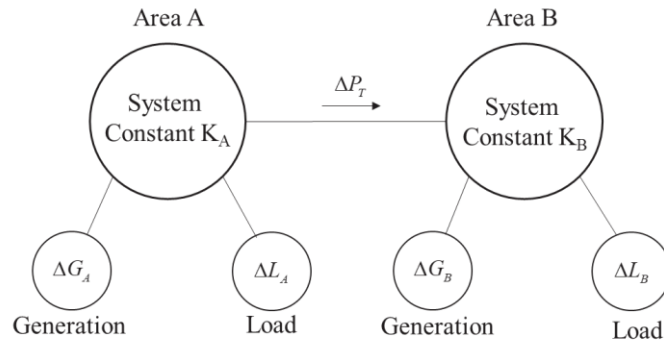 Area A
Area B
System
Constant K_A
ΔP_T
System
Constant K_B
ΔG_A
ΔL_A
ΔG_B
ΔL_B
Generation
Load
Generation
Load